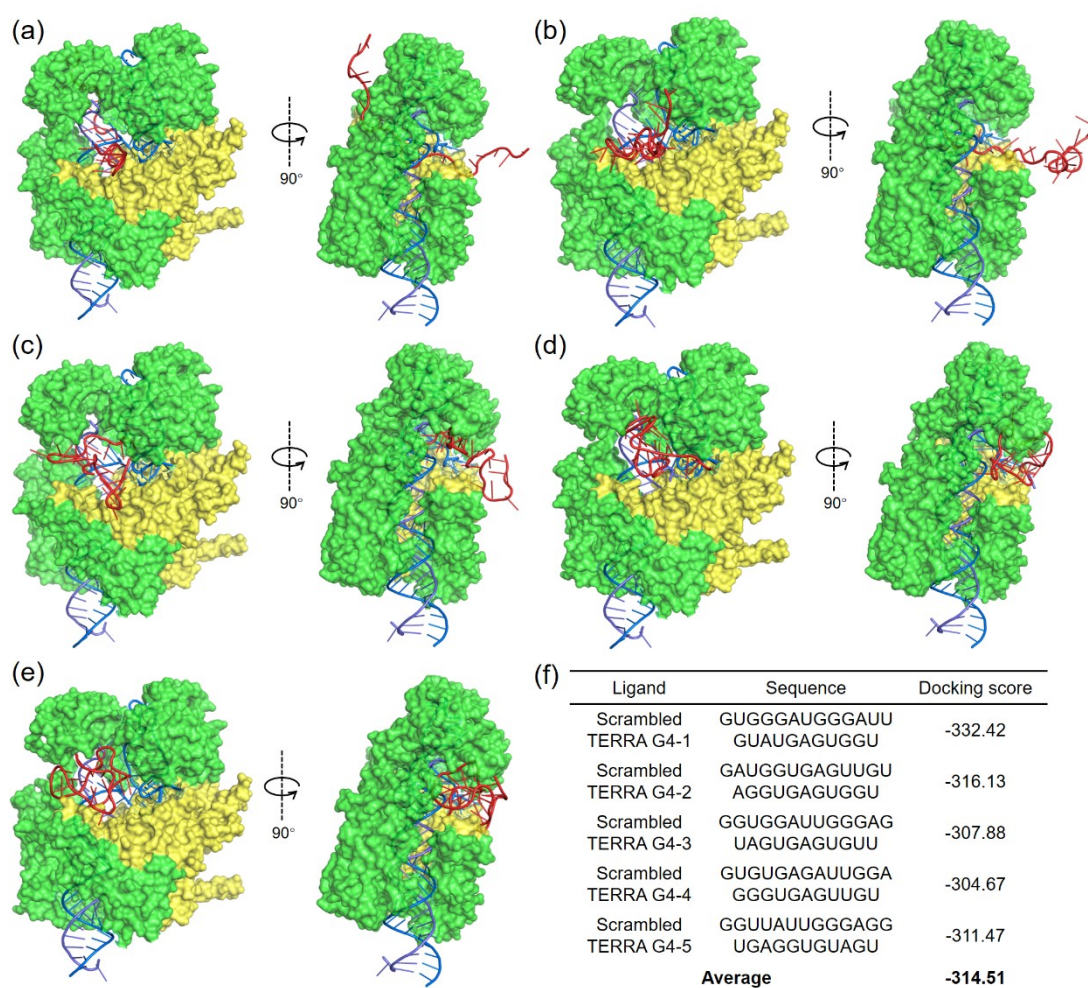 (a)
90°
(b)
90°
(c)
90°
(d)
90°
(e)
90°
(f)
Ligand Sequence Docking score
Scrambled TERRA G4-1 GUGGGAUGGGAUU GUAUGAGUGGU -332.42
Scrambled TERRA G4-2 GAUGGUGAGUUGU AGGUGAGUGGU -316.13
Scrambled TERRA G4-3 GGUGGAUUGGGAG UAGUGAGUGUU -307.88
Scrambled TERRA G4-4 GUGUGAGAUUGGA GGGUGAGUUGU -304.67
Scrambled TERRA G4-5 GGUUAUUGGGAGG UGAGGUGUAGU -311.47
Average -314.51